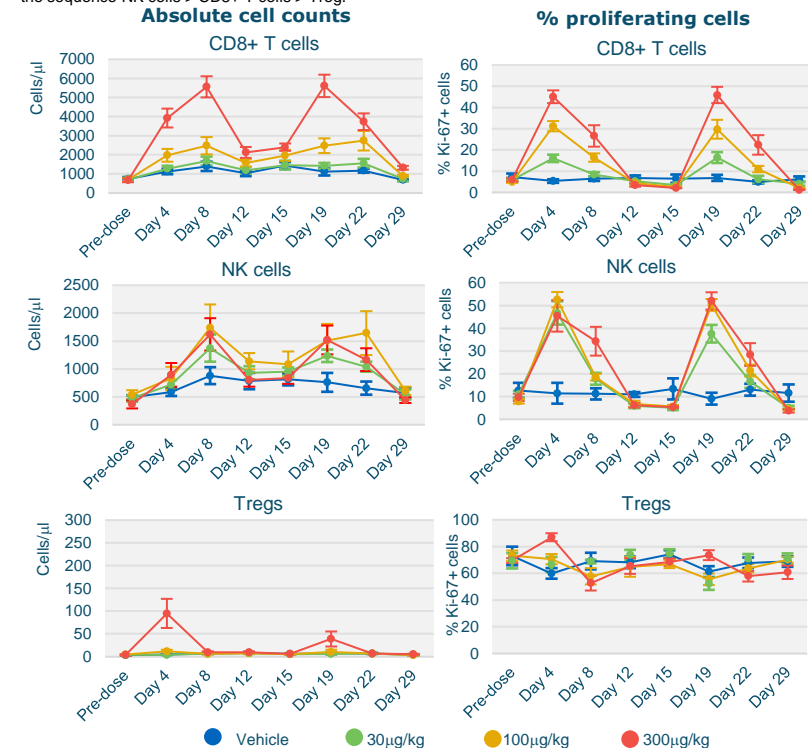 the sequence NK cells > CD8+ T cells > Treg.
Absolute cell counts
% proliferating cells
CD8+ T cells
CD8+ T cells
Cells/µl
7000
6000
5000
4000
3000
2000
1000
0
% Ki-67+ cells
60
50
40
30
20
10
0
Pre-dose Day 4 Day 8 Day 12 Day 15 Day 19 Day 22 Day 29
Pre-dose Day 4 Day 8 Day 12 Day 15 Day 19 Day 22 Day 29
NK cells
NK cells
Cells/µl
2500
2000
1500
1000
500
0
% Ki-67+ cells
60
50
40
30
20
10
0
Pre-dose Day 4 Day 8 Day 12 Day 15 Day 19 Day 22 Day 29
Pre-dose Day 4 Day 8 Day 12 Day 15 Day 19 Day 22 Day 29
Tregs
Tregs
Cells/µl
300
250
200
150
100
50
0
% Ki-67+ cells
100
80
60
40
20
0
Pre-dose Day 4 Day 8 Day 12 Day 15 Day 19 Day 22 Day 29
Pre-dose Day 4 Day 8 Day 12 Day 15 Day 19 Day 22 Day 29
Vehicle 30µg/kg 100µg/kg 300µg/kg